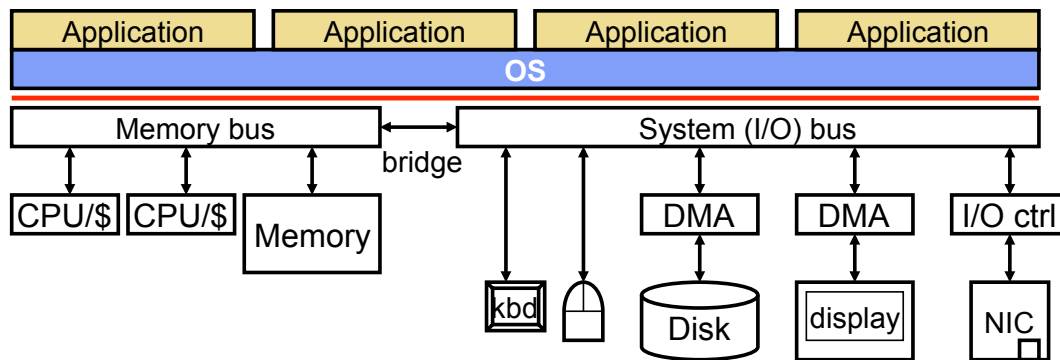 Application Application Application Application
OS
Memory bus System (I/O) bus
bridge
CPU/$ CPU/$ Memory DMA DMA I/O ctrl
kbd Disk display NIC